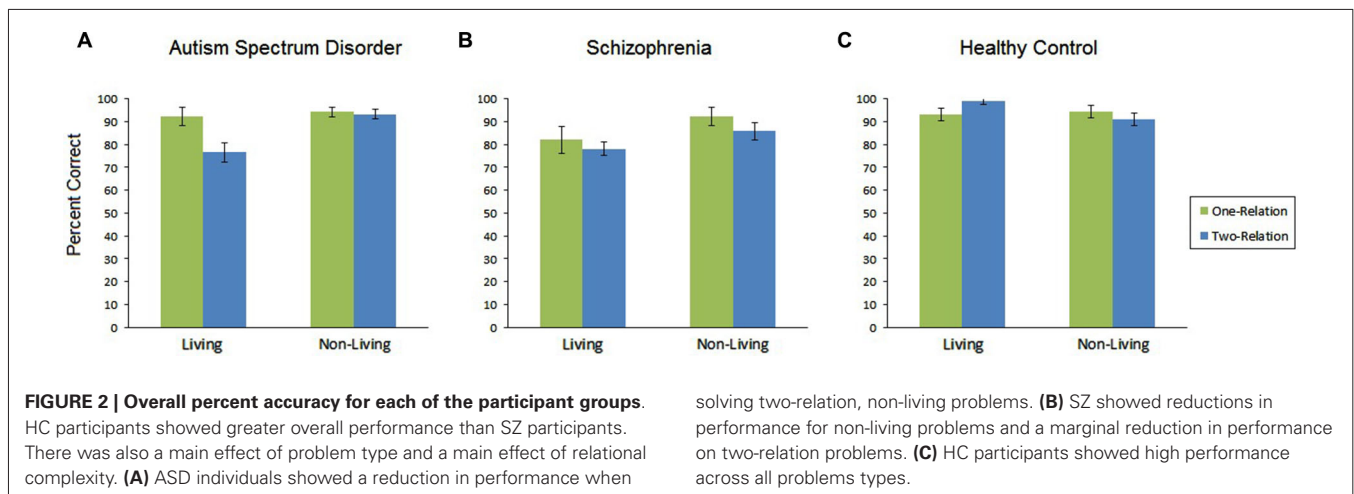 A Autism Spectrum Disorder
B Schizophrenia
C Healthy Control
Percent Correct
100
90
80
70
60
50
40
30
20
10
0
Living Non-Living
100
90
80
70
60
50
40
30
20
10
0
Living Non-Living
100
90
80
70
60
50
40
30
20
10
0
Living Non-Living
One-Relation
Two-Relation
FIGURE 2 | Overall percent accuracy for each of the participant groups.
HC participants showed greater overall performance than SZ participants.
There was also a main effect of problem type and a main effect of relational
complexity. (A) ASD individuals showed a reduction in performance when
solving two-relation, non-living problems. (B) SZ showed reductions in
performance for non-living problems and a marginal reduction in performance
on two-relation problems. (C) HC participants showed high performance
across all problems types.